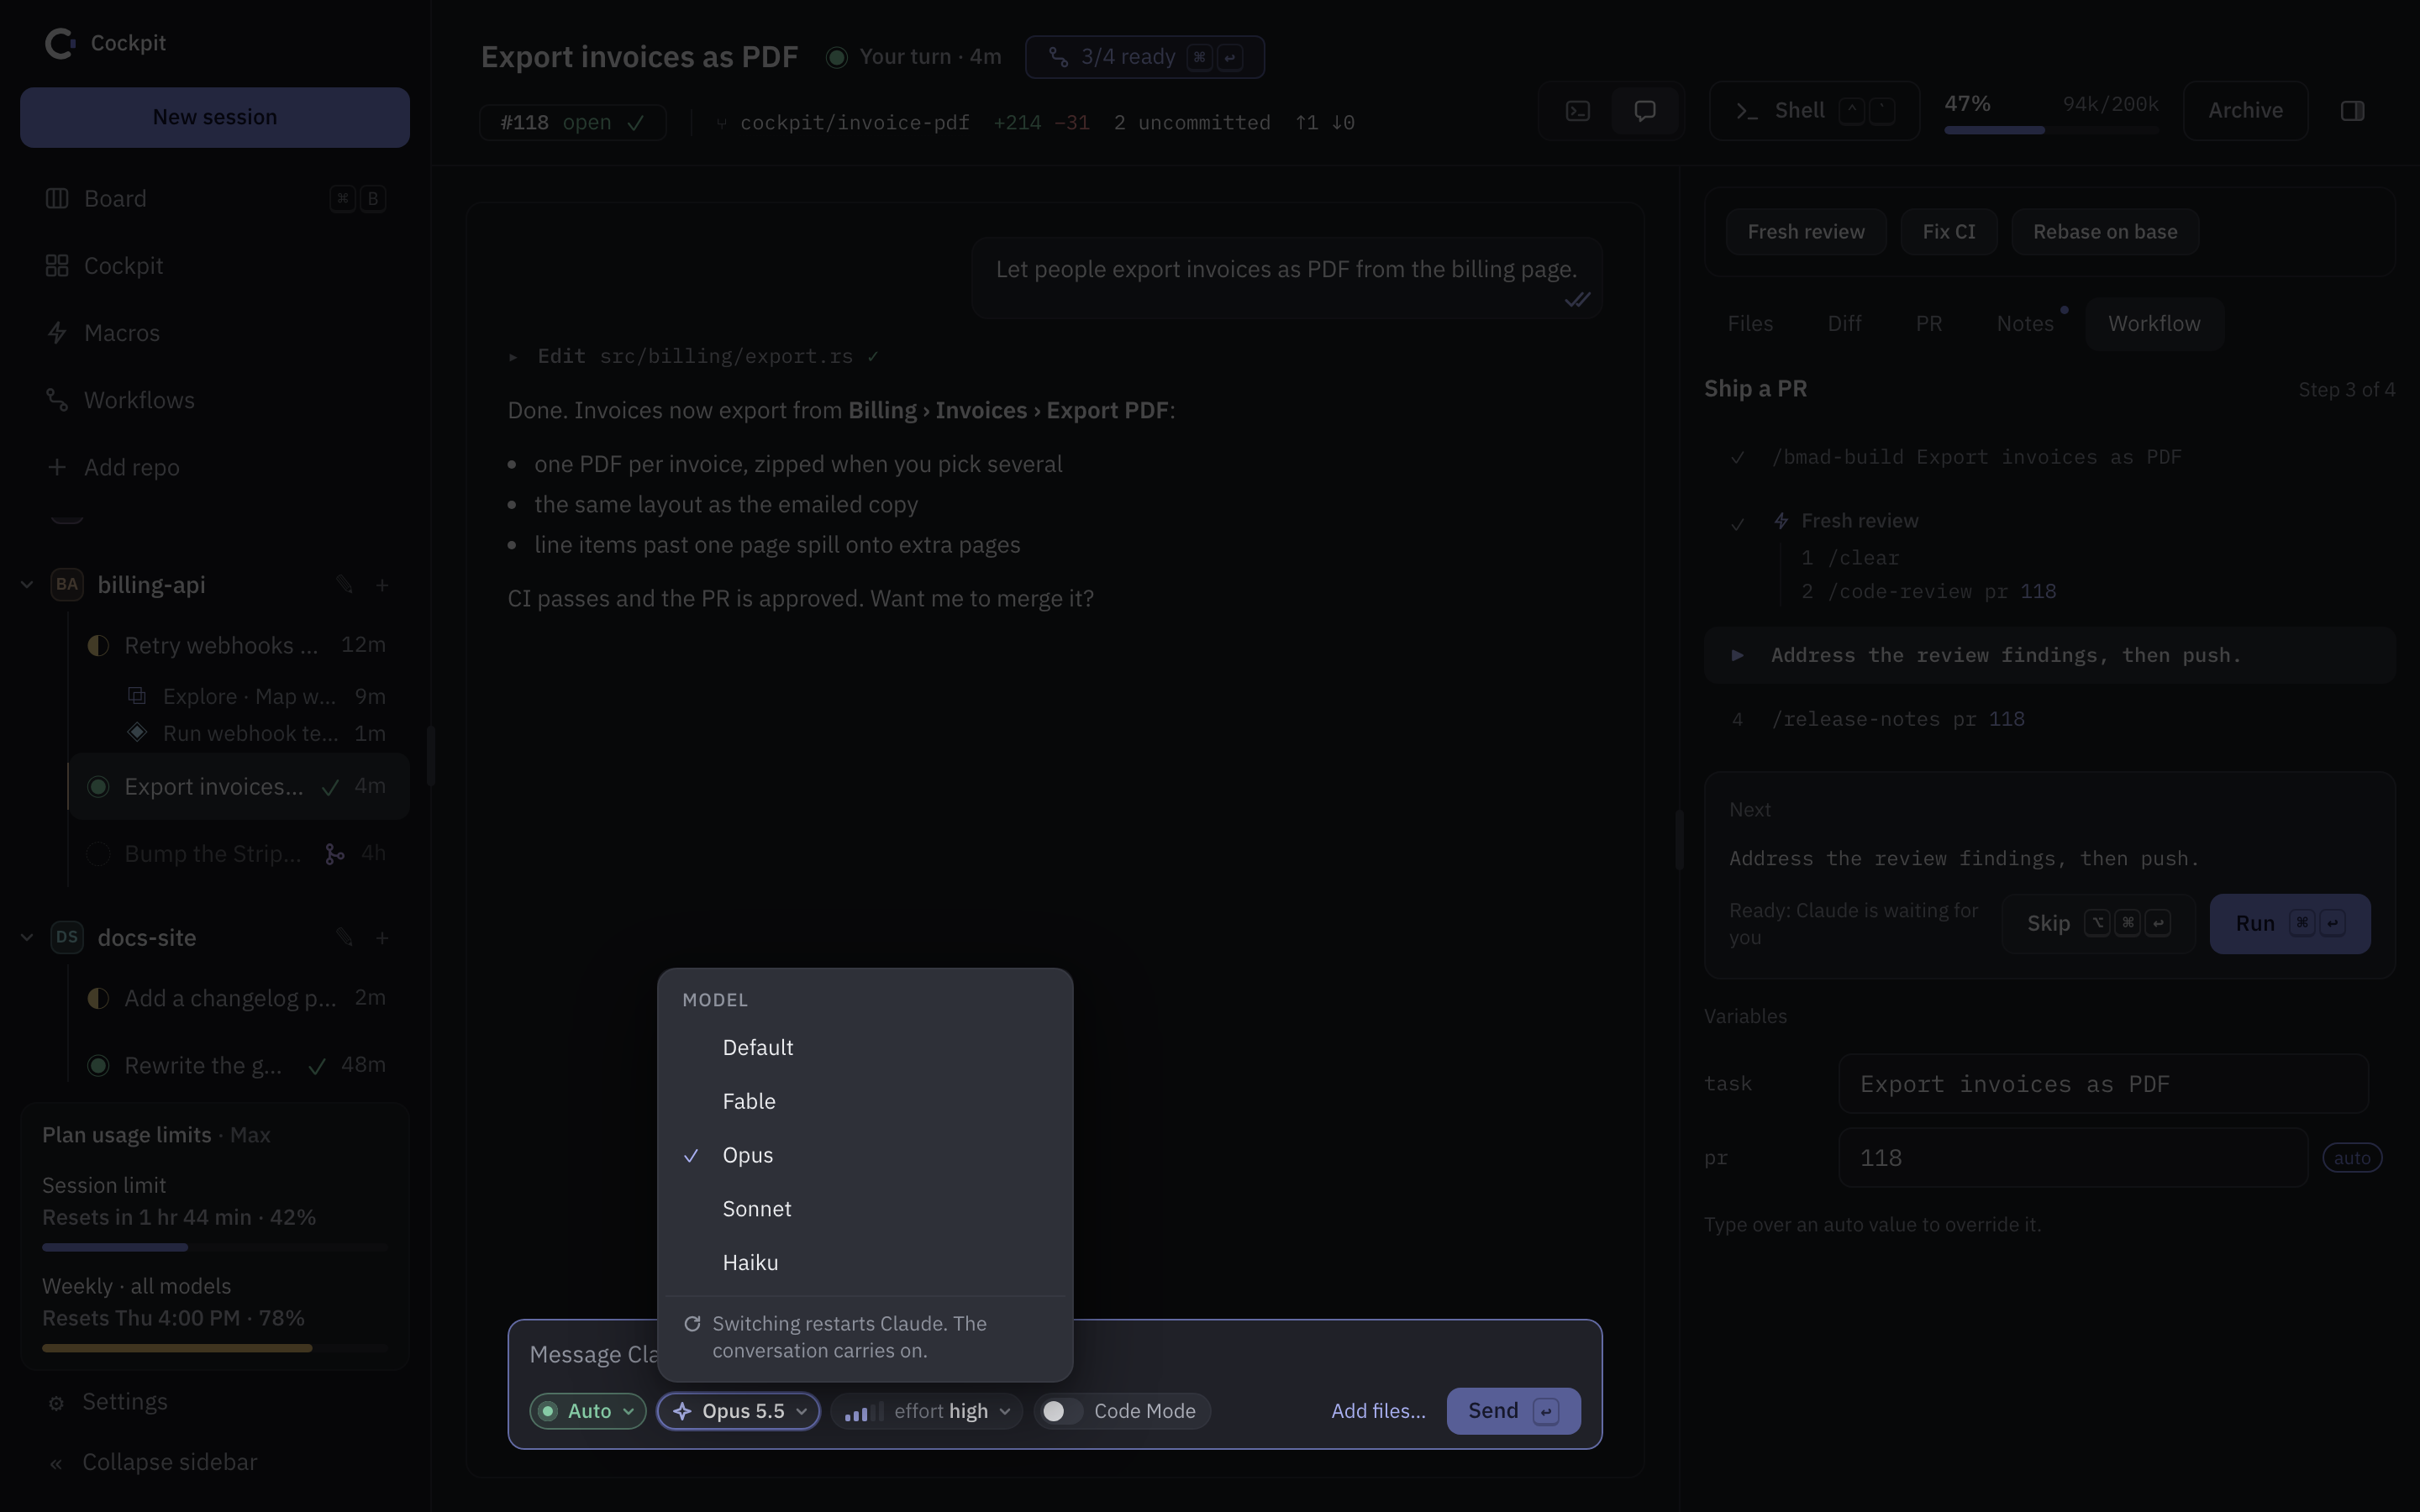 Cockpit
New session
Board ⌘ B
Cockpit
Macros
Workflows
Add repo
BA billing-api
Retry webhooks ... 12m
Explore · Map w... 9m
Run webhook te... 1m
Export invoices... 4m
Bump the Strip... 4h
DS docs-site
Add a changelog p... 2m
Rewrite the g... 48m
Plan usage limits · Max
Session limit
Resets in 1 hr 44 min · 42%
Weekly · all models
Resets Thu 4:00 PM · 78%
Settings
Collapse sidebar
Export invoices as PDF Your turn · 4m 3/4 ready ⌘ ↩
#118 open ✓ cockpit/invoice-pdf +214 −31 2 uncommitted ↑1 ↓0
Shell ^ ' 47% 94k/200k Archive
Let people export invoices as PDF from the billing page.
Edit src/billing/export.rs ✓
Done. Invoices now export from Billing › Invoices › Export PDF:
• one PDF per invoice, zipped when you pick several
• the same layout as the emailed copy
• line items past one page spill onto extra pages
CI passes and the PR is approved. Want me to merge it?
MODEL
Default
Fable
✓ Opus
Sonnet
Haiku
Switching restarts Claude. The
conversation carries on.
Message Cla
Auto Opus 5.5 effort high Code Mode Add files... Send ↩
Fresh review Fix CI Rebase on base
Files Diff PR Notes Workflow
Ship a PR Step 3 of 4
✓ /bmad-build Export invoices as PDF
✓ Fresh review
1 /clear
2 /code-review pr 118
Address the review findings, then push.
4 /release-notes pr 118
Next
Address the review findings, then push.
Ready: Claude is waiting for
you
Skip ⌥ ⌘ ↩ Run ⌘ ↩
Variables
task Export invoices as PDF
pr 118 auto
Type over an auto value to override it.